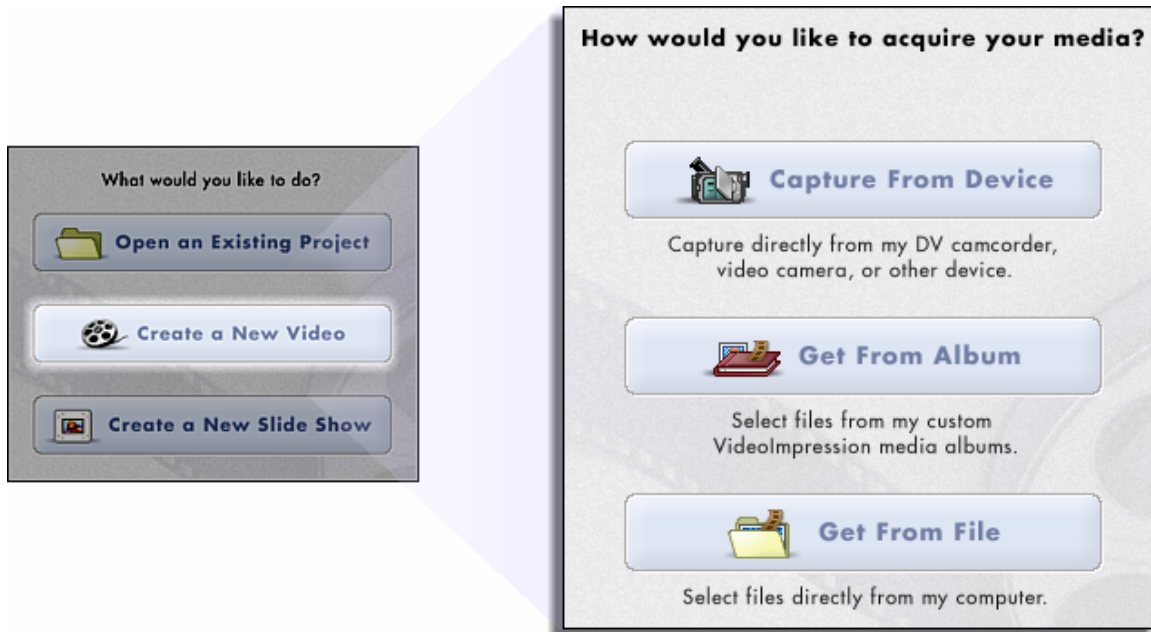 What would you like to do?
Open an Existing Project
Create a New Video
Create a New Slide Show
How would you like to acquire your media?
Capture From Device
Capture directly from my DV camcorder,
video camera, or other device.
Get From Album
Select files from my custom
VideoImpression media albums.
Get From File
Select files directly from my computer.